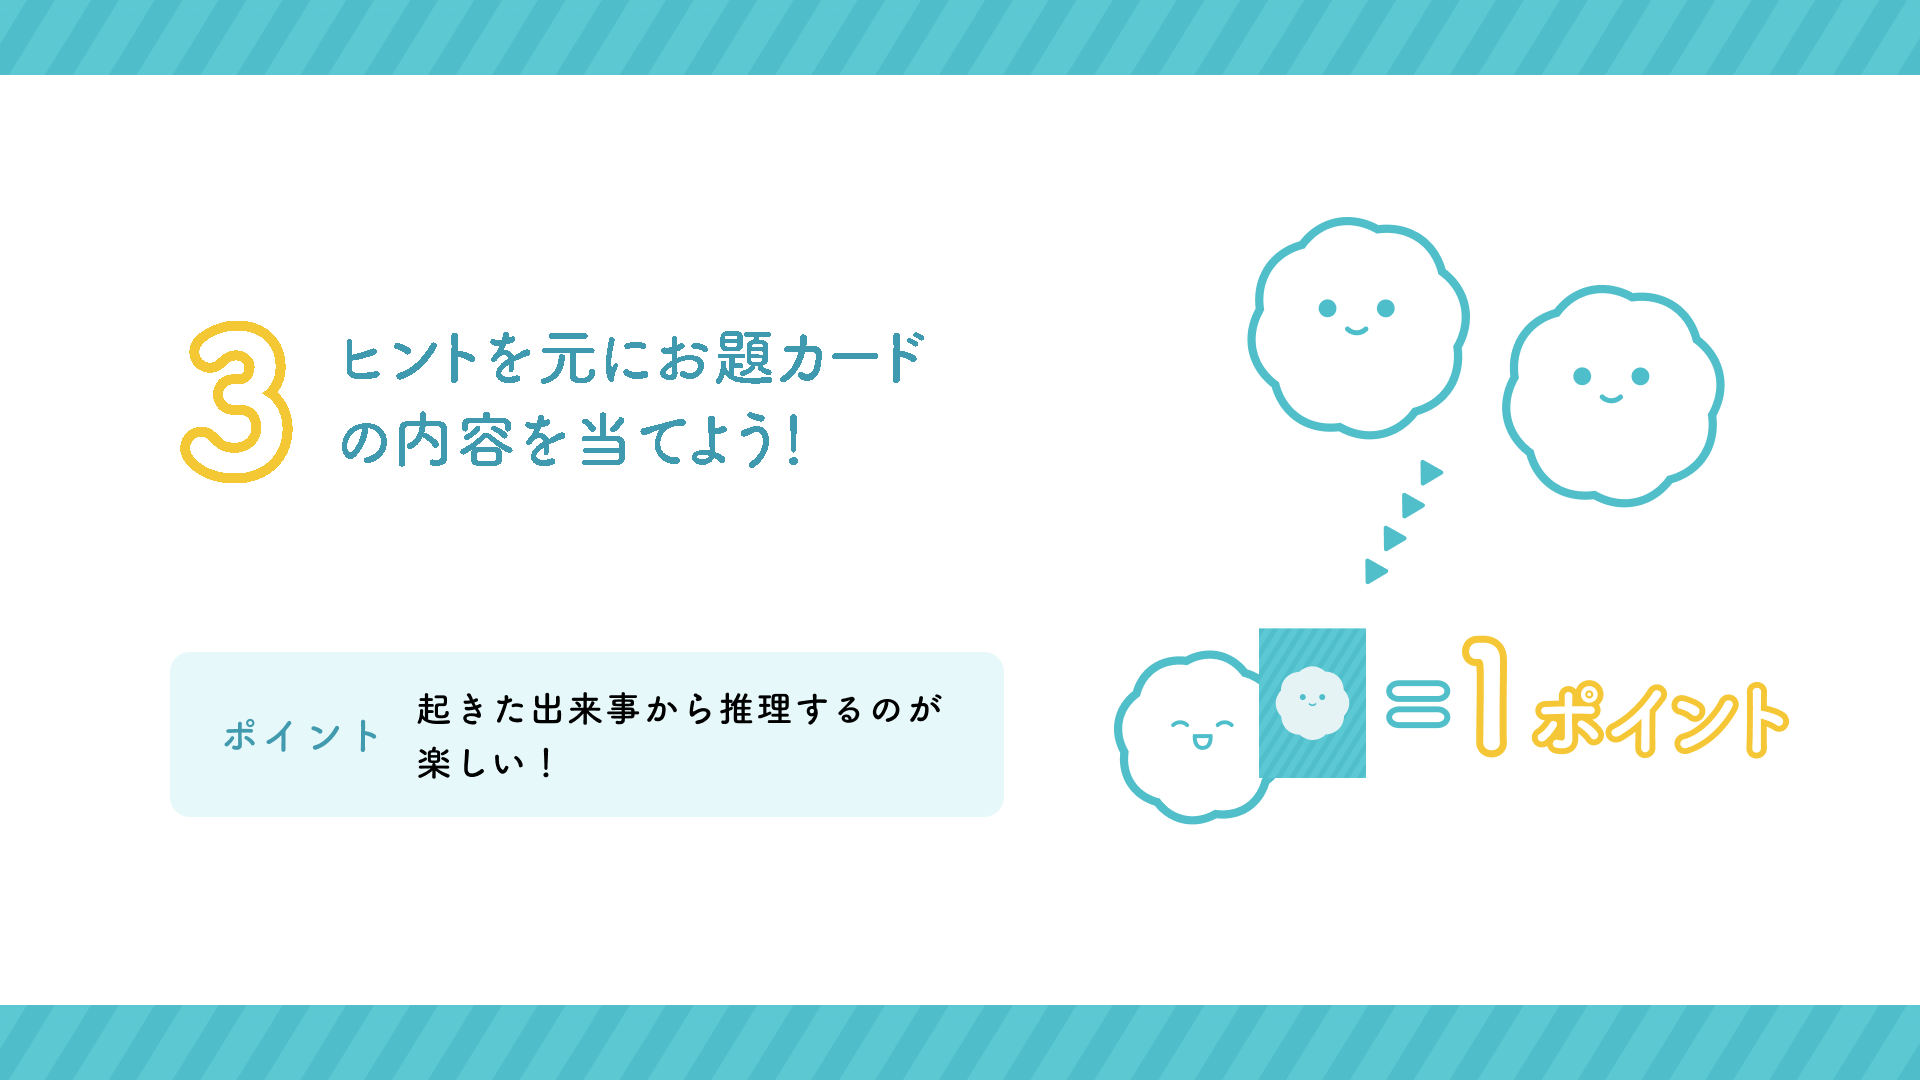 3
ヒントを元にお題カード
の内容を当てよう!
ポイント
起きた出来事から推理するのが
楽しい!
=1ポイント